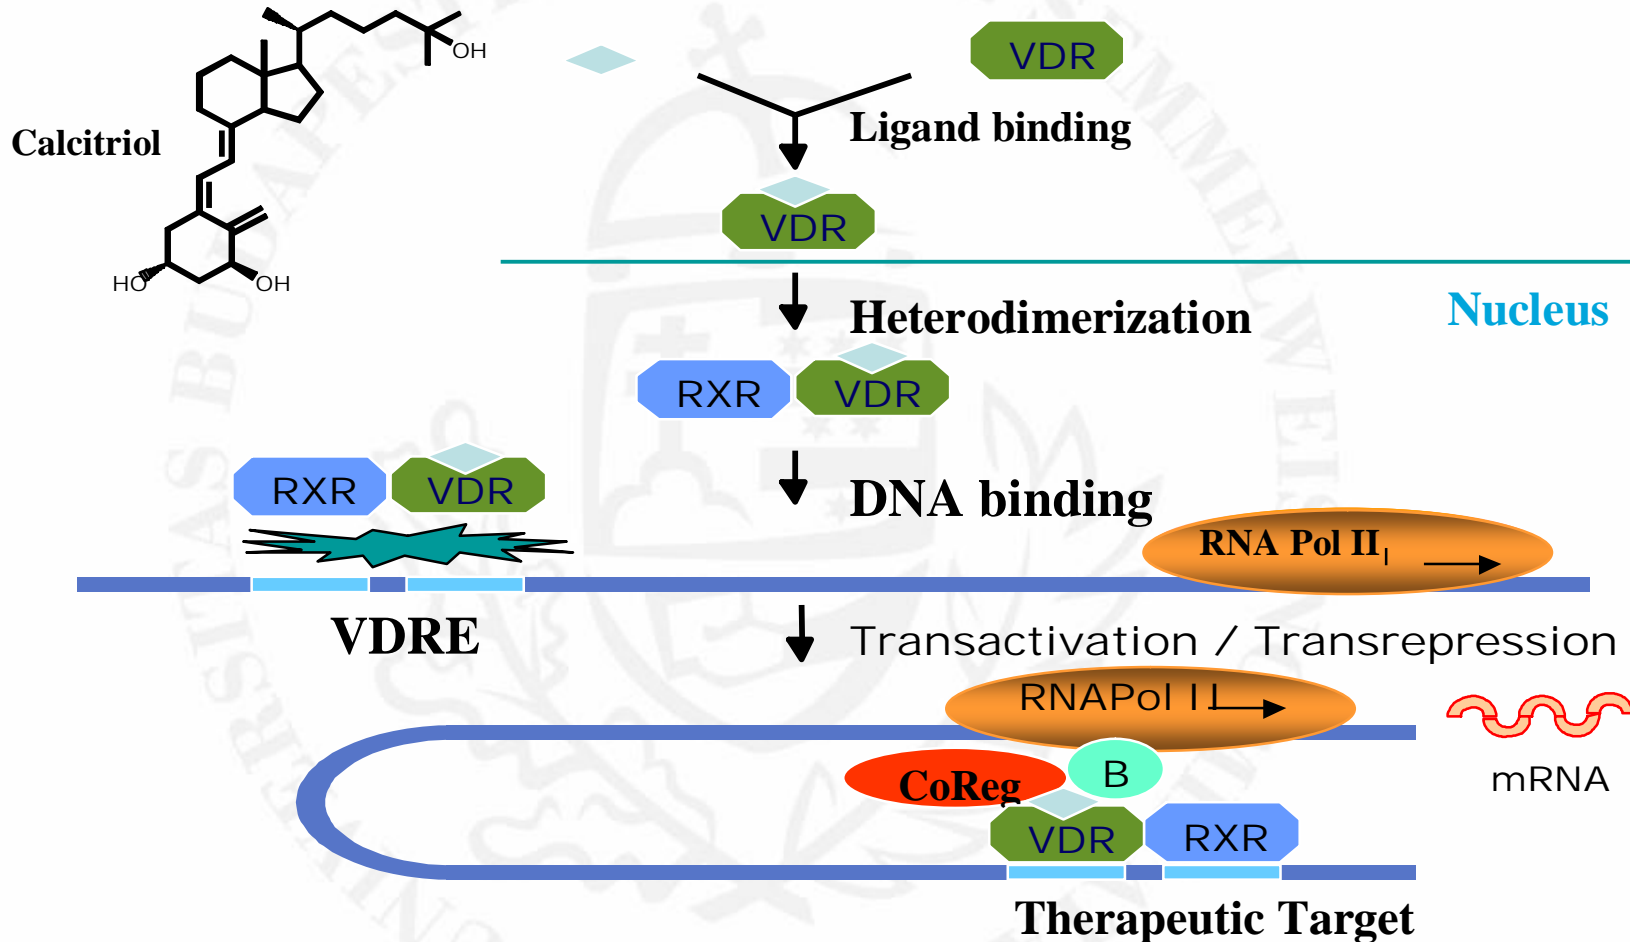 OH
VDR
Calcitriol
Ligand binding
VDR
HO
OH
Nucleus
Heterodimerization
RXR
VDR
RXR
VDR
DNA binding
RNA Pol II
VDRE
Transactivation / Transrepression
RNAPol II
CoReg
B
mRNA
VDR
RXR
Therapeutic Target